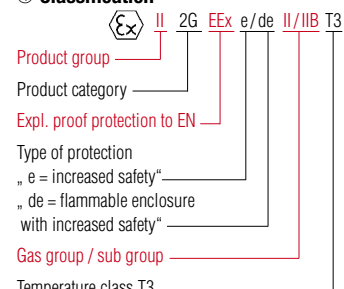 Classification
Ex II 2G EEx e/de II/IIB T3
Product group
Product category
Expl. proof protection to EN
Type of protection
„ e = increased safety“
„ de = flammable enclosure
with increased safety“
Gas group / sub group
Temperature class T3